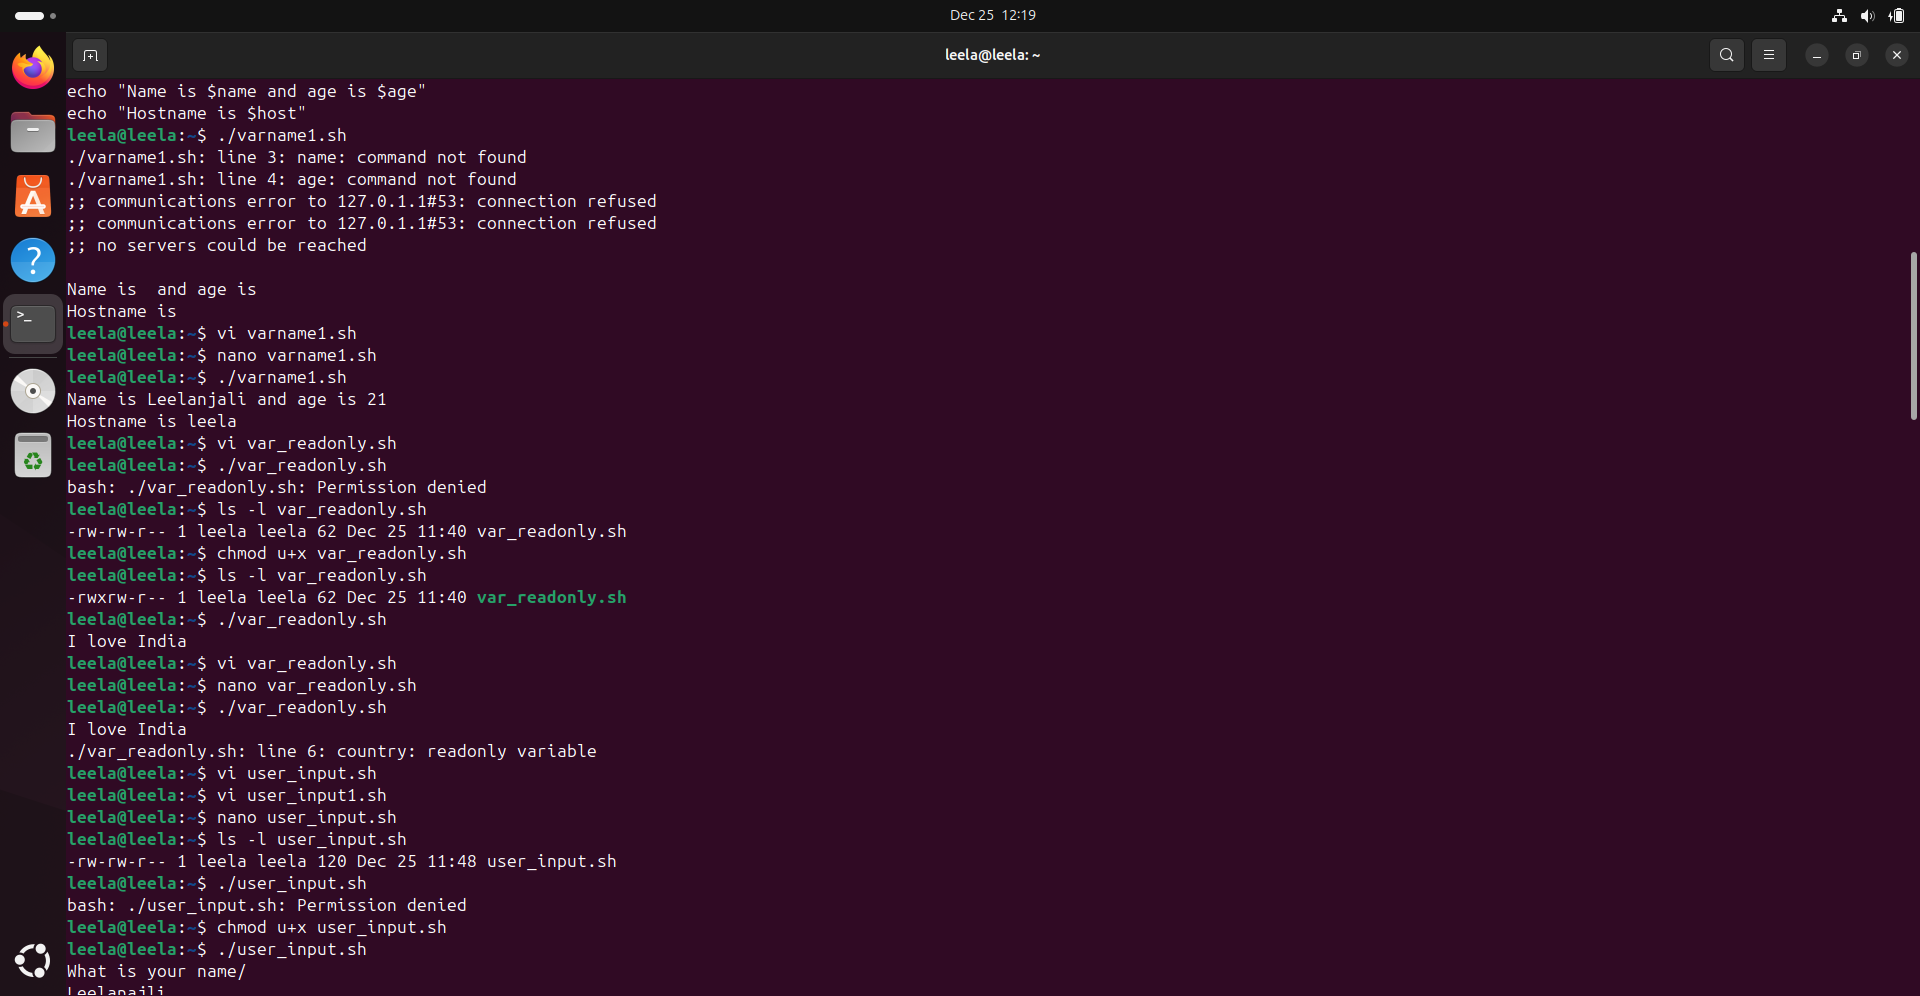 Dec 25 12:19
leela@leela: ~
echo "Name is $name and age is $age"
echo "Hostname is $host"
leela@leela:~$ ./varname1.sh
./varname1.sh: line 3: name: command not found
./varname1.sh: line 4: age: command not found
;; communications error to 127.0.1.1#53: connection refused
;; communications error to 127.0.1.1#53: connection refused
;; no servers could be reached
Name is  and age is
Hostname is
leela@leela:~$ vi varname1.sh
leela@leela:~$ nano varname1.sh
leela@leela:~$ ./varname1.sh
Name is Leelanjali and age is 21
Hostname is leela
leela@leela:~$ vi var_readonly.sh
leela@leela:~$ ./var_readonly.sh
bash: ./var_readonly.sh: Permission denied
leela@leela:~$ ls -l var_readonly.sh
-rw-rw-r-- 1 leela leela 62 Dec 25 11:40 var_readonly.sh
leela@leela:~$ chmod u+x var_readonly.sh
leela@leela:~$ ls -l var_readonly.sh
-rwxrw-r-- 1 leela leela 62 Dec 25 11:40 var_readonly.sh
leela@leela:~$ ./var_readonly.sh
I love India
leela@leela:~$ vi var_readonly.sh
leela@leela:~$ nano var_readonly.sh
leela@leela:~$ ./var_readonly.sh
I love India
./var_readonly.sh: line 6: country: readonly variable
leela@leela:~$ vi user_input.sh
leela@leela:~$ vi user_input1.sh
leela@leela:~$ nano user_input.sh
leela@leela:~$ ls -l user_input.sh
-rw-rw-r-- 1 leela leela 120 Dec 25 11:48 user_input.sh
leela@leela:~$ ./user_input.sh
bash: ./user_input.sh: Permission denied
leela@leela:~$ chmod u+x user_input.sh
leela@leela:~$ ./user_input.sh
What is your name/